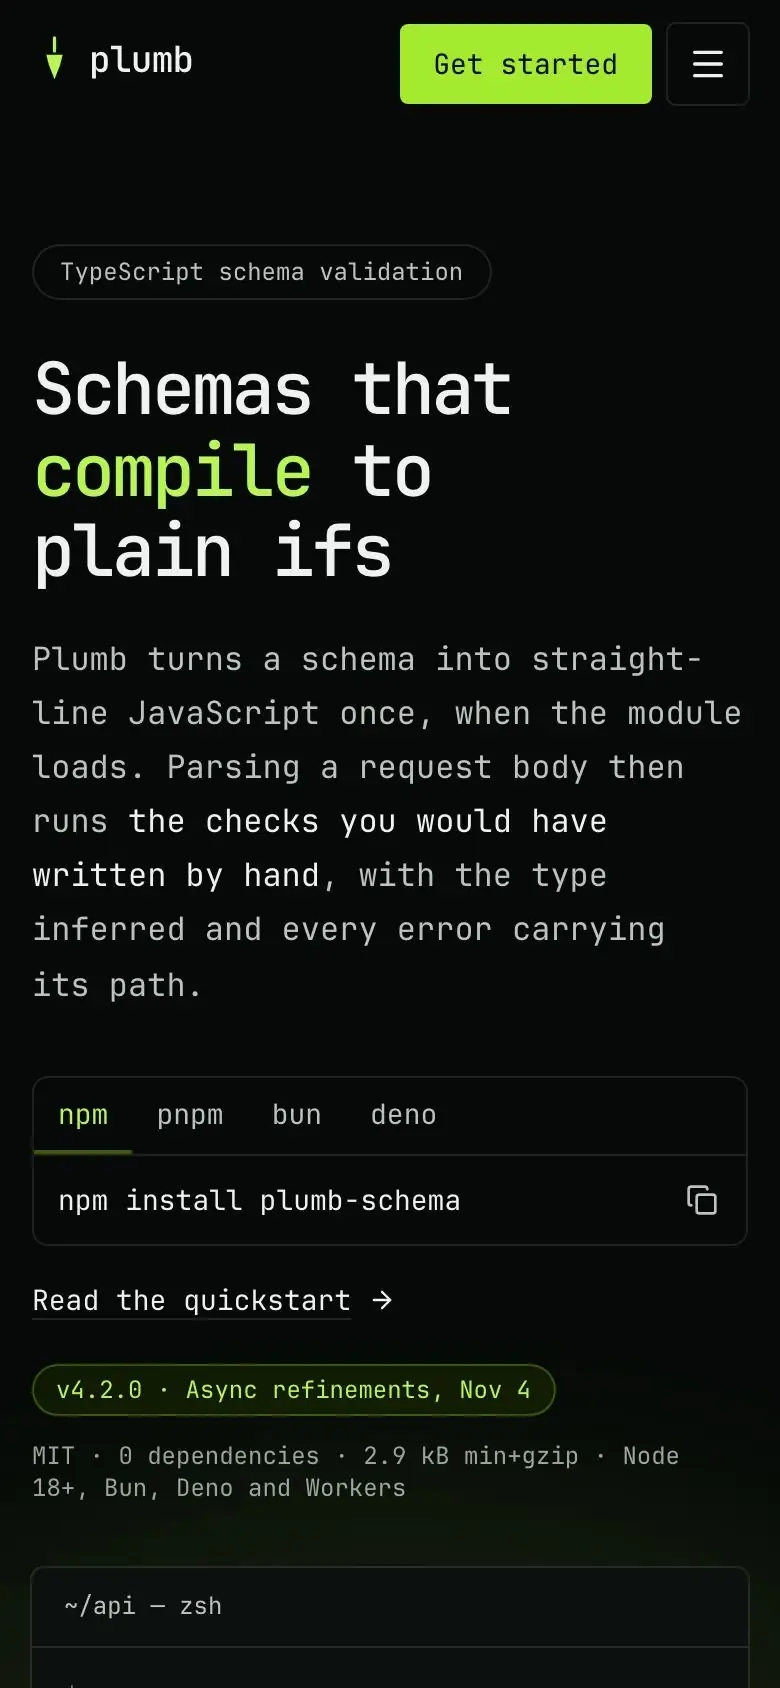 plumb
Get started
TypeScript schema validation
Schemas that
compile to
plain ifs
Plumb turns a schema into straight-
line JavaScript once, when the module
loads. Parsing a request body then
runs the checks you would have
written by hand, with the type
inferred and every error carrying
its path.
npm pnpm bun deno
npm install plumb-schema
Read the quickstart →
v4.2.0 · Async refinements, Nov 4
MIT · 0 dependencies · 2.9 kB min+gzip · Node
18+, Bun, Deno and Workers
~/api — zsh